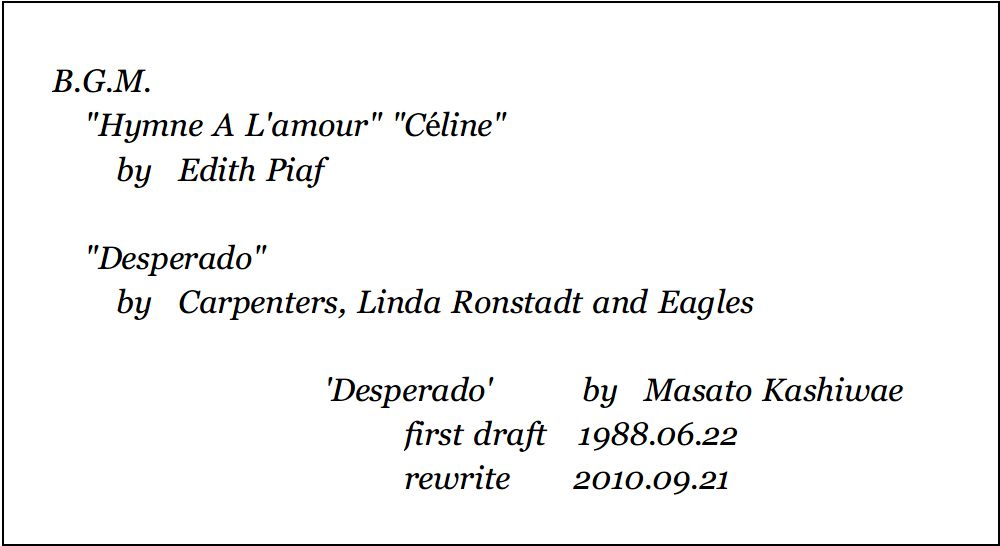 B.G.M.
"Hymne A L'amour" "Céline"
by Edith Piaf
"Desperado"
by Carpenters, Linda Ronstadt and Eagles
'Desperado' by Masato Kashiwae
first draft 1988.06.22
rewrite 2010.09.21